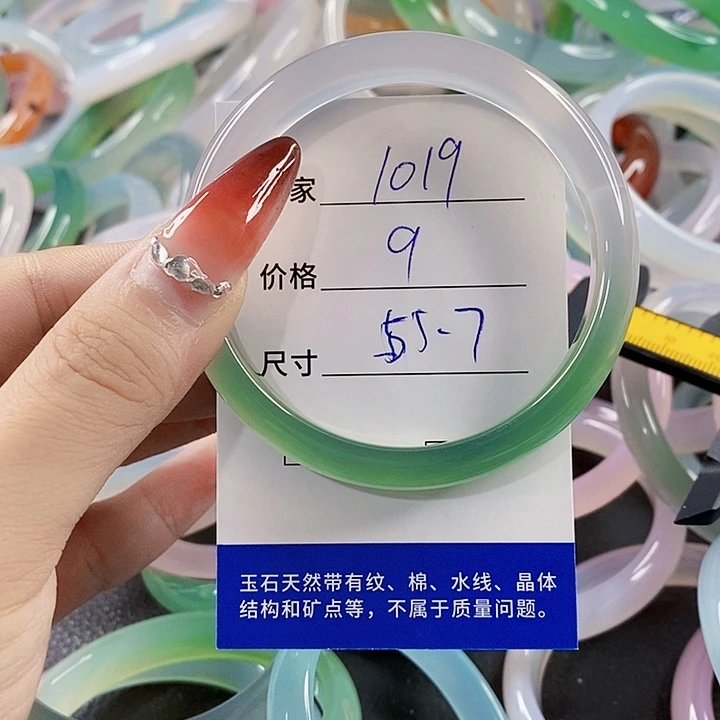 家 1019
价格 9
尺寸 55-7
玉石天然带有纹、棉、水线、晶体
结构和矿点等，不属于质量问题。